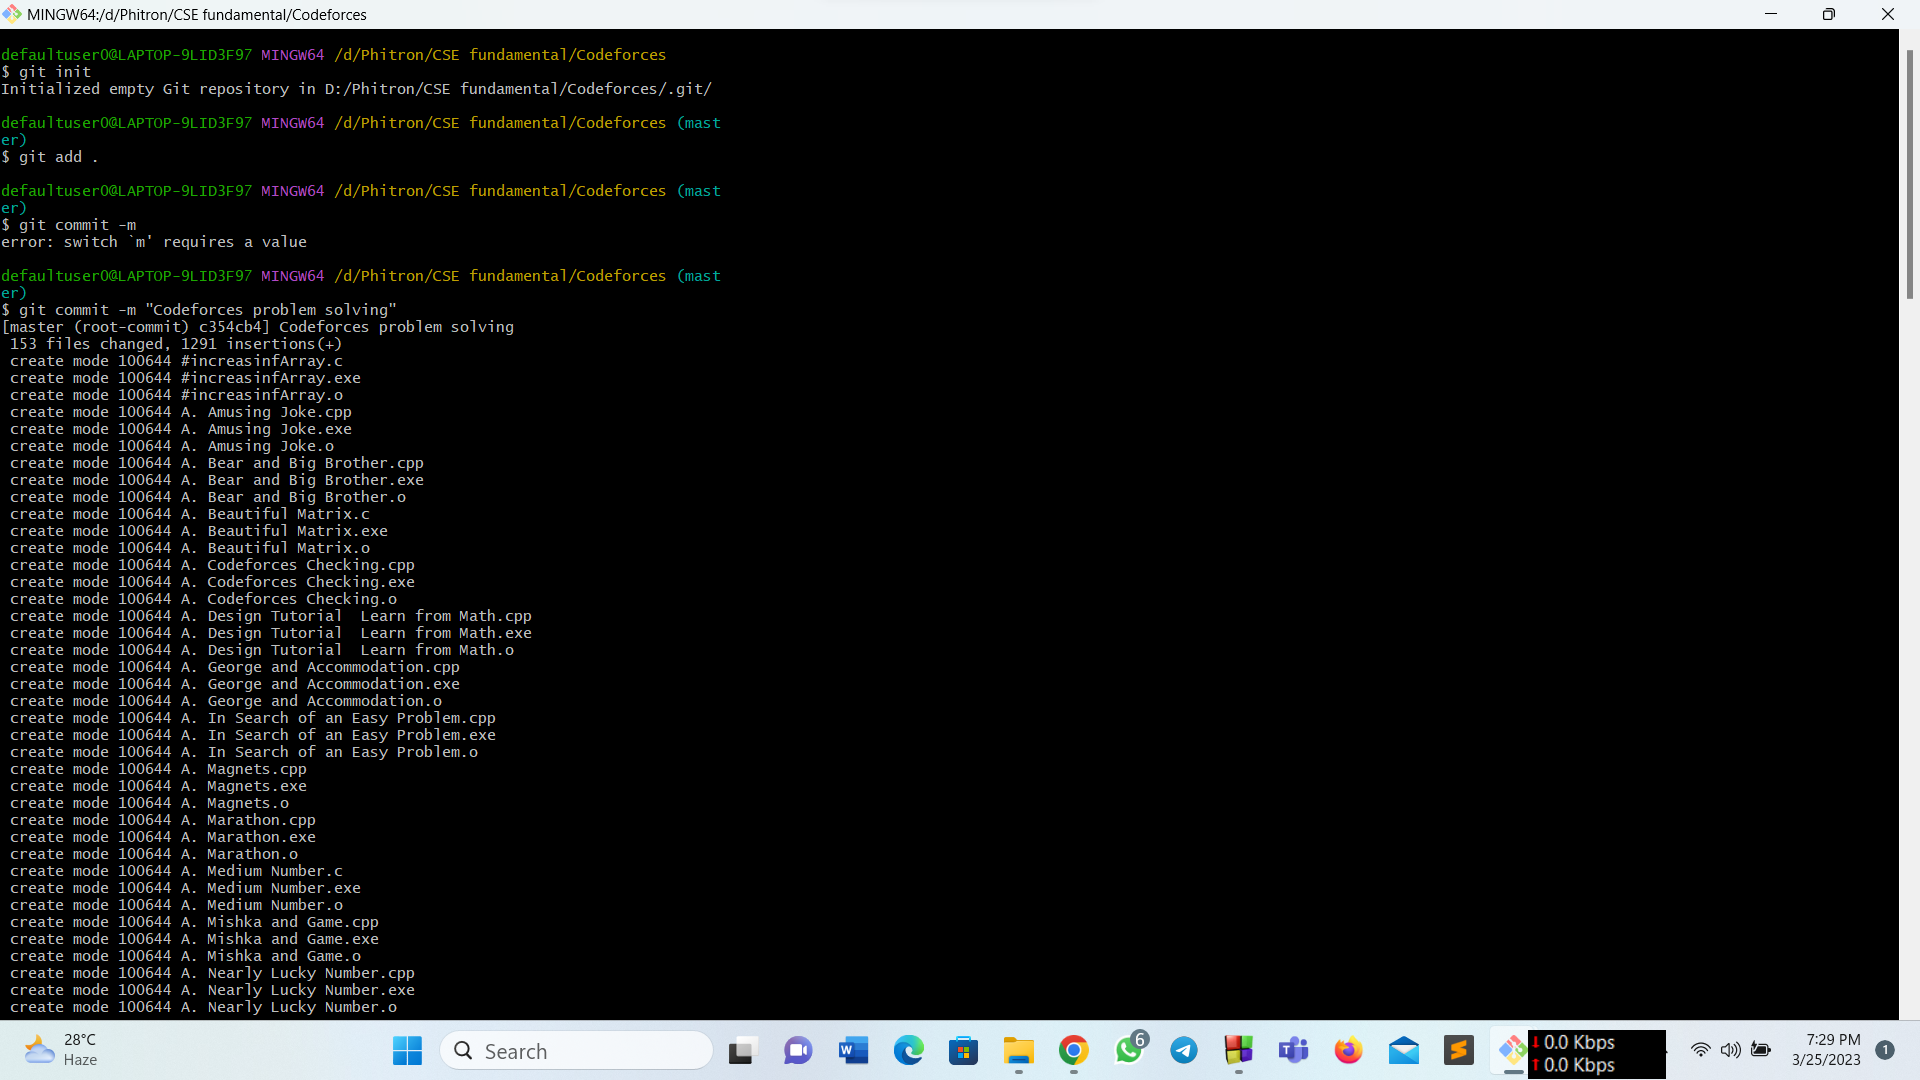 MINGW64:/d/Phitron/CSE fundamental/Codeforces
defaultuser0@LAPTOP-9LID3F97 MINGW64 /d/Phitron/CSE fundamental/Codeforces
$ git init
Initialized empty Git repository in D:/Phitron/CSE fundamental/Codeforces/.git/
defaultuser0@LAPTOP-9LID3F97 MINGW64 /d/Phitron/CSE fundamental/Codeforces (mast
er)
$ git add .
defaultuser0@LAPTOP-9LID3F97 MINGW64 /d/Phitron/CSE fundamental/Codeforces (mast
er)
$ git commit -m
error: switch `m' requires a value
defaultuser0@LAPTOP-9LID3F97 MINGW64 /d/Phitron/CSE fundamental/Codeforces (mast
er)
$ git commit -m "Codeforces problem solving"
[master (root-commit) c354cb4] Codeforces problem solving
153 files changed, 1291 insertions(+)
create mode 100644 #increasinfArray.c
create mode 100644 #increasinfArray.exe
create mode 100644 #increasinfArray.o
create mode 100644 A. Amusing Joke.cpp
create mode 100644 A. Amusing Joke.exe
create mode 100644 A. Amusing Joke.o
create mode 100644 A. Bear and Big Brother.cpp
create mode 100644 A. Bear and Big Brother.exe
create mode 100644 A. Bear and Big Brother.o
create mode 100644 A. Beautiful Matrix.c
create mode 100644 A. Beautiful Matrix.exe
create mode 100644 A. Beautiful Matrix.o
create mode 100644 A. Codeforces Checking.cpp
create mode 100644 A. Codeforces Checking.exe
create mode 100644 A. Codeforces Checking.o
create mode 100644 A. Design Tutorial  Learn from Math.cpp
create mode 100644 A. Design Tutorial  Learn from Math.exe
create mode 100644 A. Design Tutorial  Learn from Math.o
create mode 100644 A. George and Accommodation.cpp
create mode 100644 A. George and Accommodation.exe
create mode 100644 A. George and Accommodation.o
create mode 100644 A. In Search of an Easy Problem.cpp
create mode 100644 A. In Search of an Easy Problem.exe
create mode 100644 A. In Search of an Easy Problem.o
create mode 100644 A. Magnets.cpp
create mode 100644 A. Magnets.exe
create mode 100644 A. Magnets.o
create mode 100644 A. Marathon.cpp
create mode 100644 A. Marathon.exe
create mode 100644 A. Marathon.o
create mode 100644 A. Medium Number.c
create mode 100644 A. Medium Number.exe
create mode 100644 A. Medium Number.o
create mode 100644 A. Mishka and Game.cpp
create mode 100644 A. Mishka and Game.exe
create mode 100644 A. Mishka and Game.o
create mode 100644 A. Nearly Lucky Number.cpp
create mode 100644 A. Nearly Lucky Number.exe
create mode 100644 A. Nearly Lucky Number.o
28°C
Haze
Search
6
0.0 Kbps
0.0 Kbps
7:29 PM
3/25/2023
1